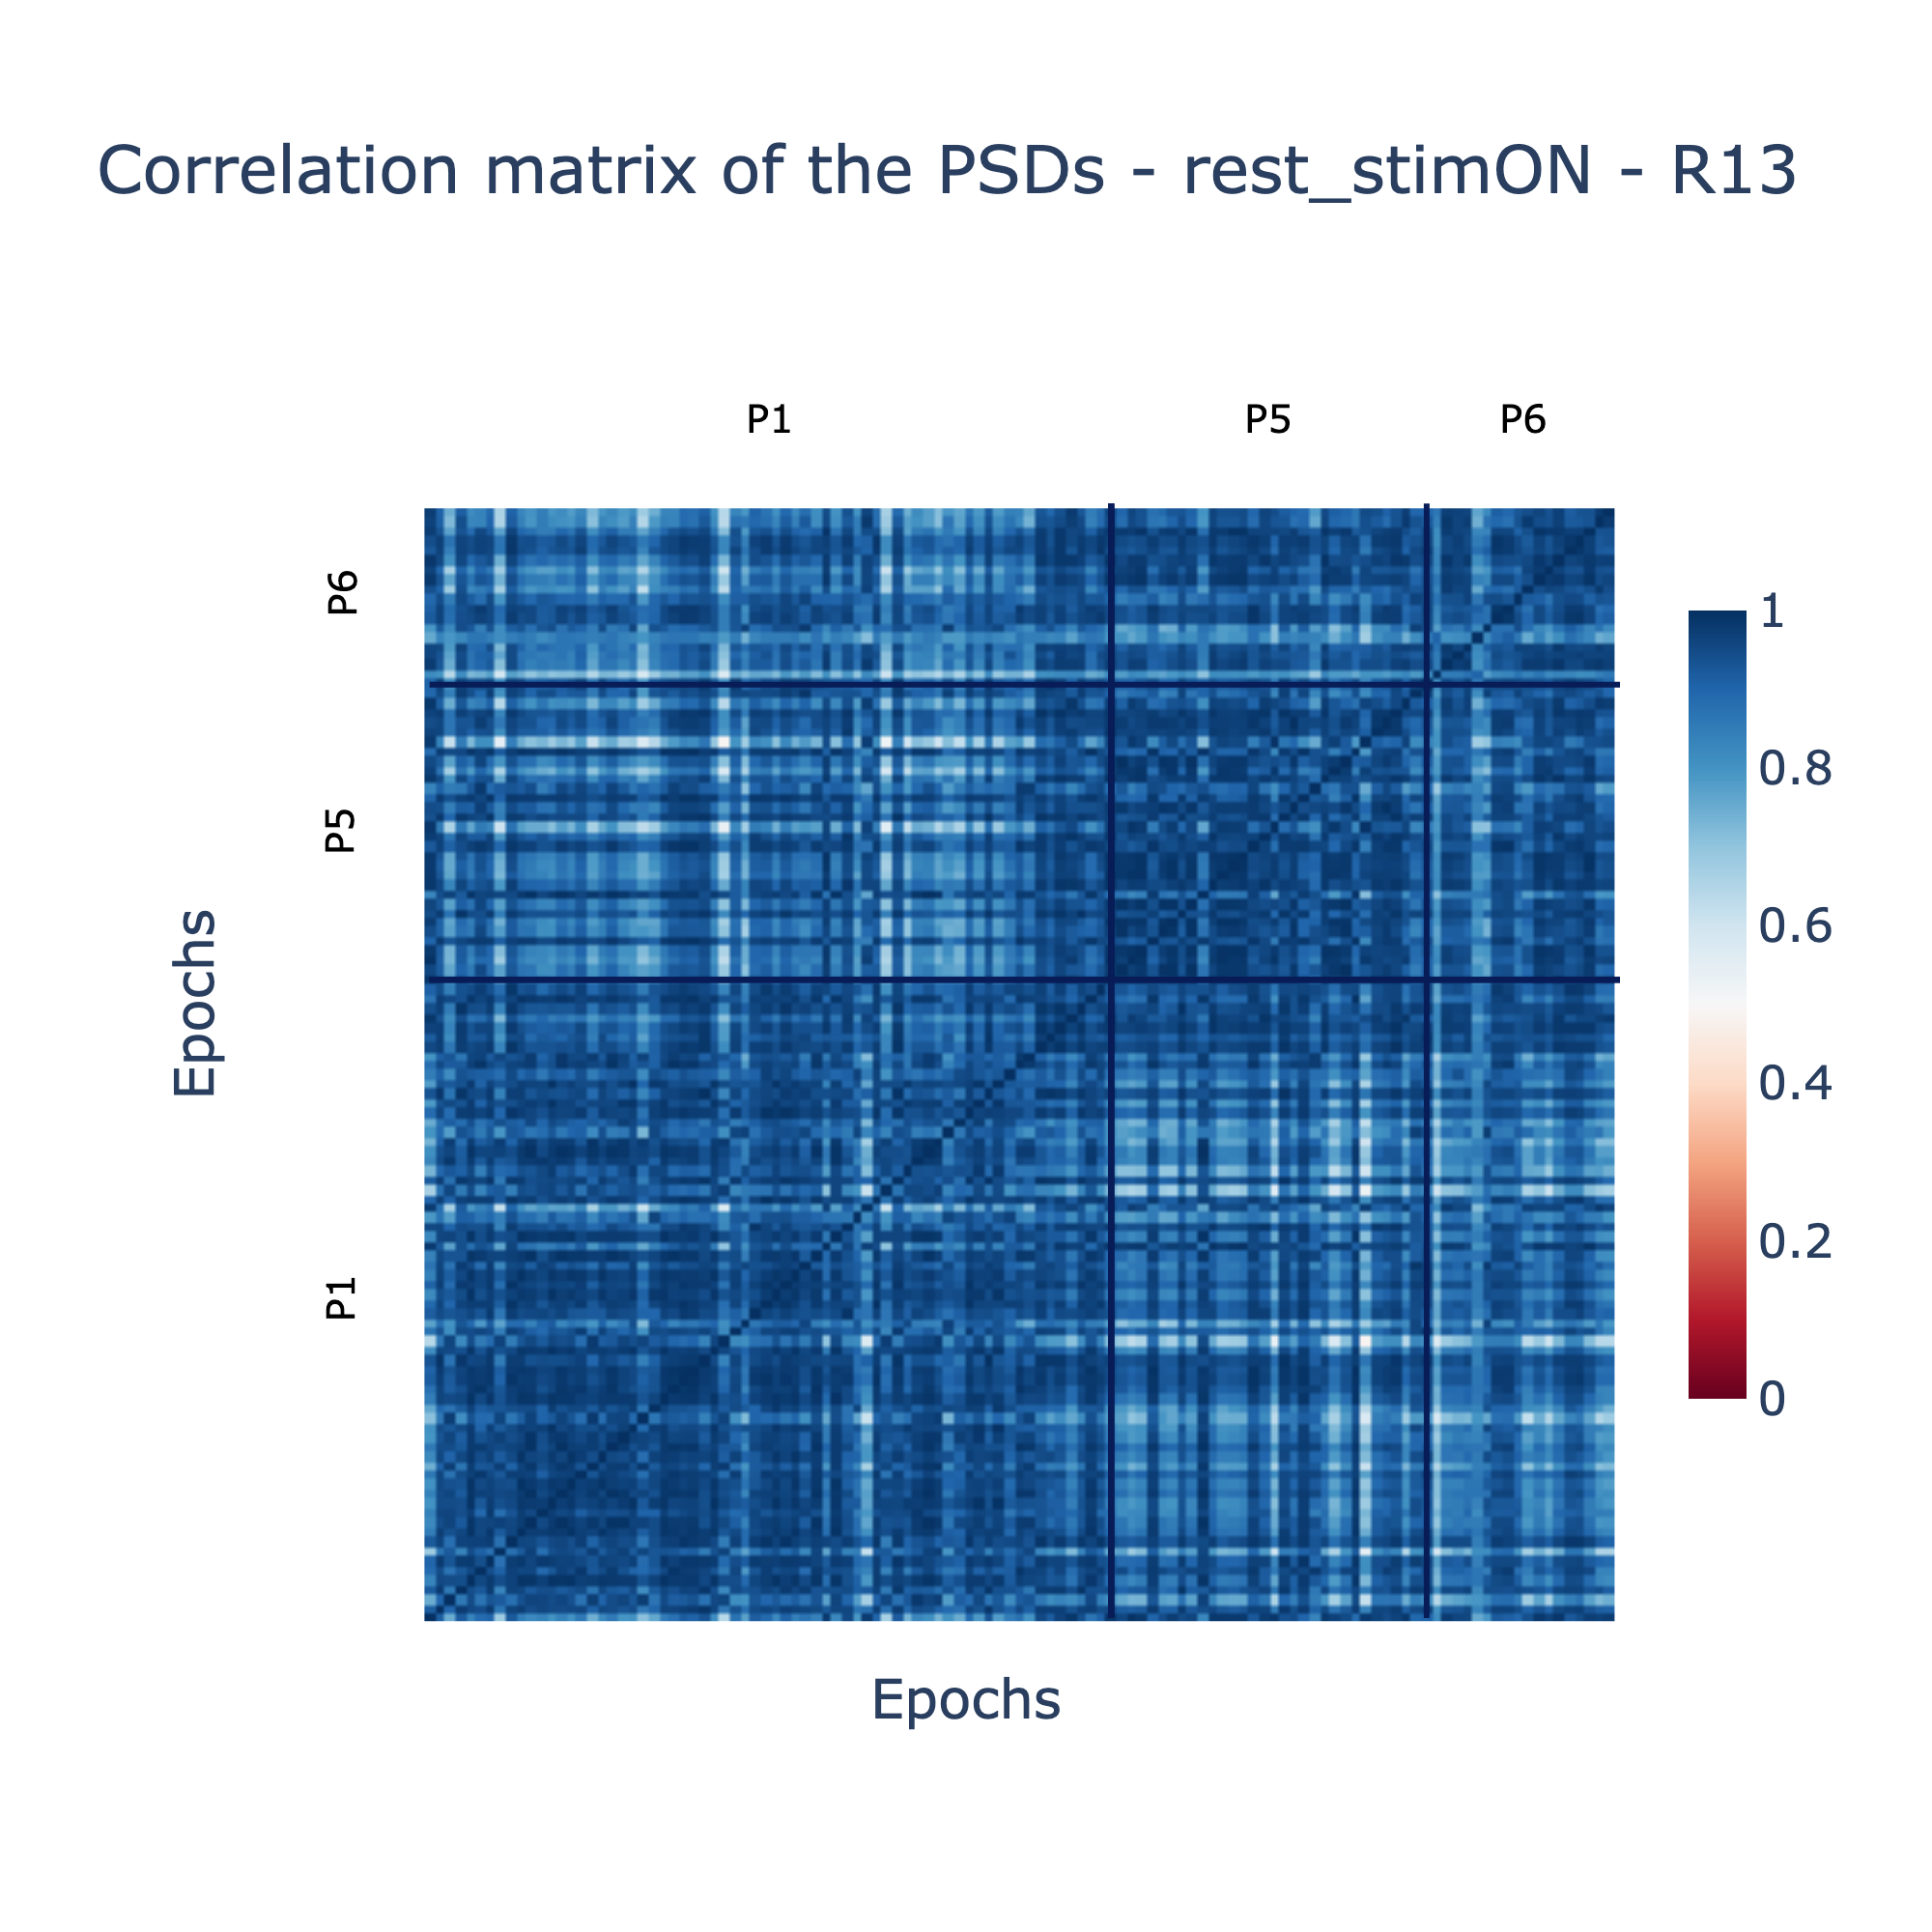 Correlation matrix of the PSDs - rest_stimON - R13
P1 P5 P6
P6
P5
P1
Epochs
Epochs
1
0.8
0.6
0.4
0.2
0